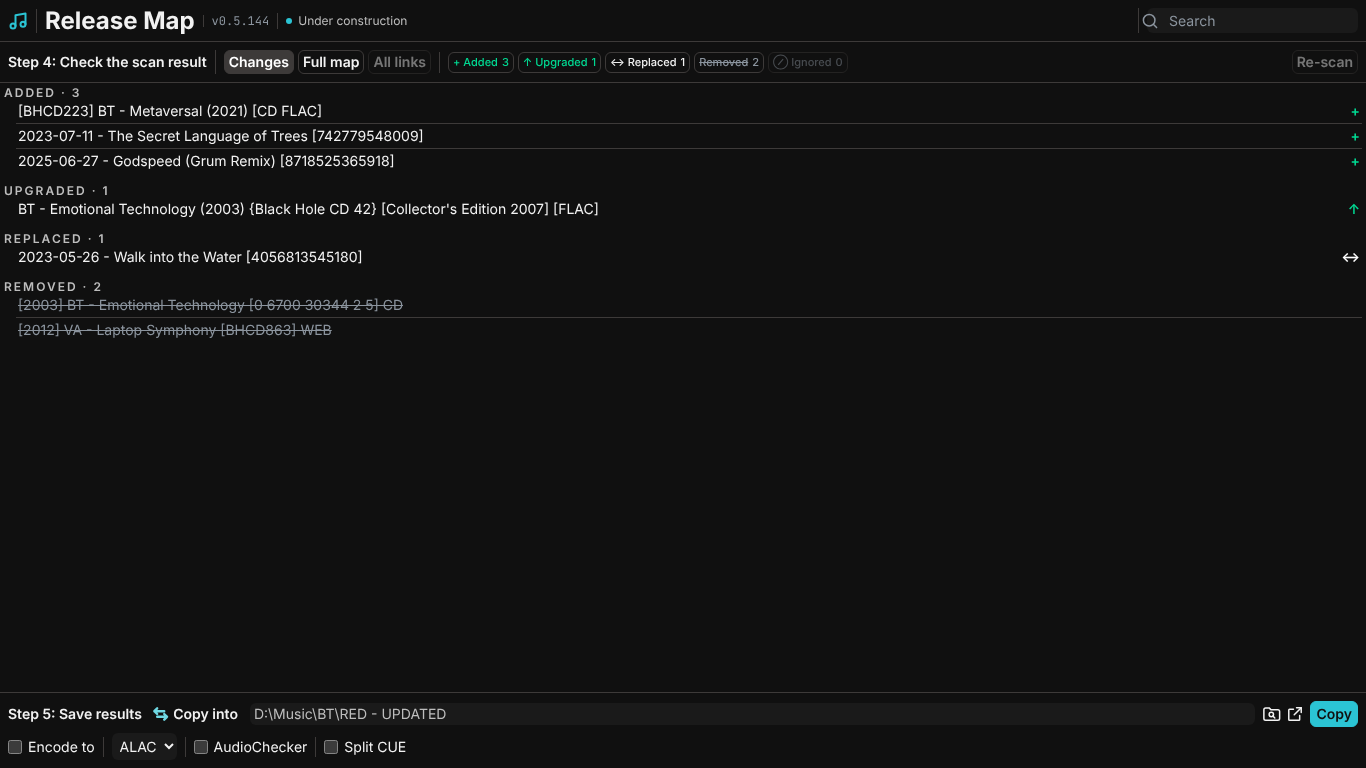 Release Map v0.5.144 Under construction Search
Step 4: Check the scan result Changes Full map All links + Added 3 ↑ Upgraded 1 ↔ Replaced 1 Removed 2 Ignored 0 Re-scan
ADDED · 3
[BHCD223] BT - Metaversal (2021) [CD FLAC] +
2023-07-11 - The Secret Language of Trees [742779548009] +
2025-06-27 - Godspeed (Grum Remix) [8718525365918] +
UPGRADED · 1
BT - Emotional Technology (2003) {Black Hole CD 42} [Collector's Edition 2007] [FLAC] ↑
REPLACED · 1
2023-05-26 - Walk into the Water [4056813545180] ↔
REMOVED · 2
[2003] BT - Emotional Technology [0 6700 30344 2 5] CD
[2012] VA - Laptop Symphony [BHCD863] WEB
Step 5: Save results Copy into D:\Music\BT\RED - UPDATED Copy
Encode to ALAC AudioChecker Split CUE